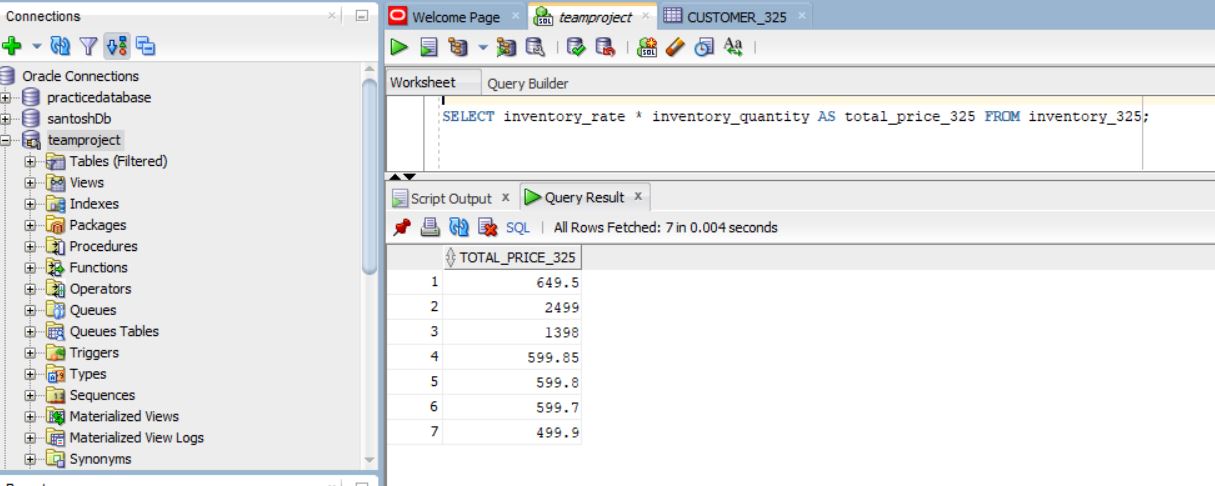 Connections
Oracle Connections
practicedatabase
santoshDb
teamproject
Tables (Filtered)
Views
Indexes
Packages
Procedures
Functions
Operators
Queues
Queues Tables
Triggers
Types
Sequences
Materialized Views
Materialized View Logs
Synonyms
Welcome Page
teamproject
CUSTOMER_325
Worksheet
Query Builder
SELECT inventory_rate * inventory_quantity AS total_price_325 FROM inventory_325;
Script Output x
Query Result x
SQL | All Rows Fetched: 7 in 0.004 seconds
TOTAL_PRICE_325
1 649.5
2 2499
3 1398
4 599.85
5 599.8
6 599.7
7 499.9